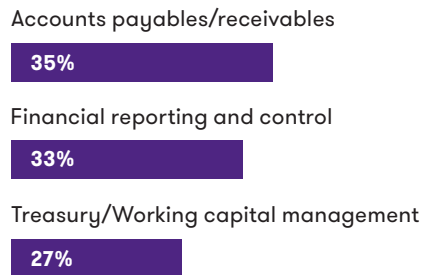 Accounts payables/receivables
35%
Financial reporting and control
33%
Treasury/Working capital management
27%